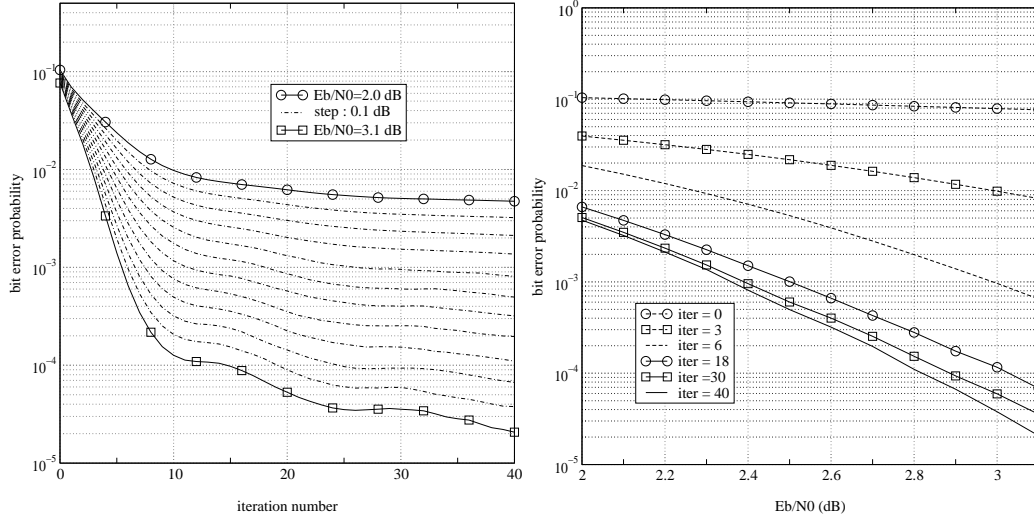 bit error probability
10⁻¹
10⁻²
10⁻³
10⁻⁴
10⁻⁵
0
10
20
30
40
iteration number
Eb/N0=2.0 dB
step : 0.1 dB
Eb/N0=3.1 dB
bit error probability
10⁰
10⁻¹
10⁻²
10⁻³
10⁻⁴
10⁻⁵
2
2.2
2.4
2.6
2.8
3
Eb/N0 (dB)
iter = 0
iter = 3
iter = 6
iter = 18
iter =30
iter = 40